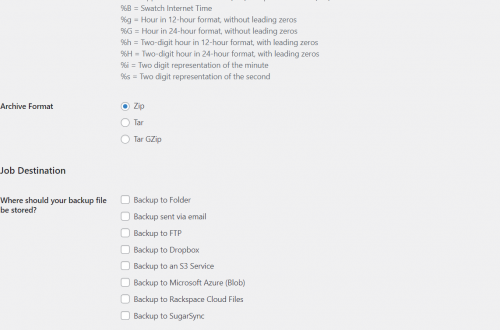 %B = Swatch Internet Time
%g = Hour in 12-hour format, without leading zeros
%G = Hour in 24-hour format, without leading zeros
%h = Two-digit hour in 12-hour format, with leading zeros
%H = Two-digit hour in 24-hour format, with leading zeros
%i = Two digit representation of the minute
%s = Two digit representation of the second
Archive Format
Zip
Tar
Tar GZip
Job Destination
Where should your backup file
be stored?
Backup to Folder
Backup sent via email
Backup to FTP
Backup to Dropbox
Backup to an S3 Service
Backup to Microsoft Azure (Blob)
Backup to Rackspace Cloud Files
Backup to SugarSync